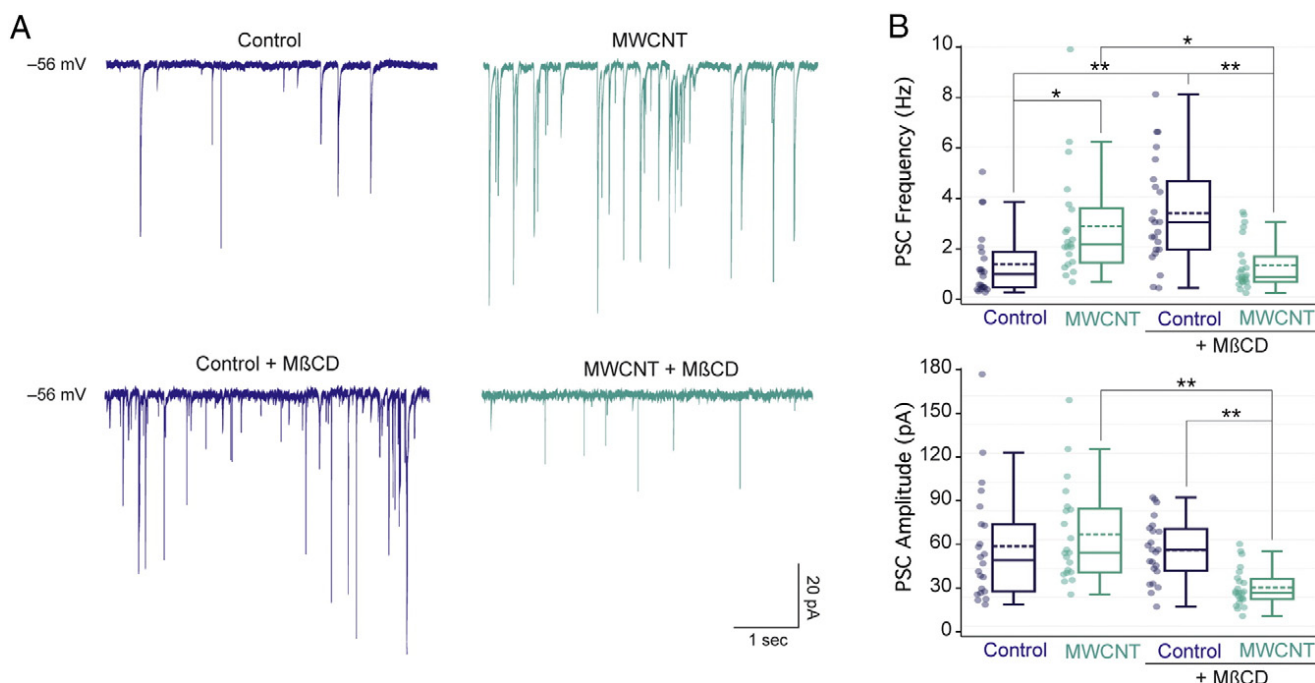 A
Control
MWCNT
–56 mV
Control + MßCD
MWCNT + MßCD
–56 mV
20 pA
1 sec
B
PSC Frequency (Hz)
10
8
6
4
2
0
*
**
**
*
Control
MWCNT
Control
MWCNT
+ MßCD
PSC Amplitude (pA)
180
150
120
90
60
30
0
**
**
Control
MWCNT
Control
MWCNT
+ MßCD